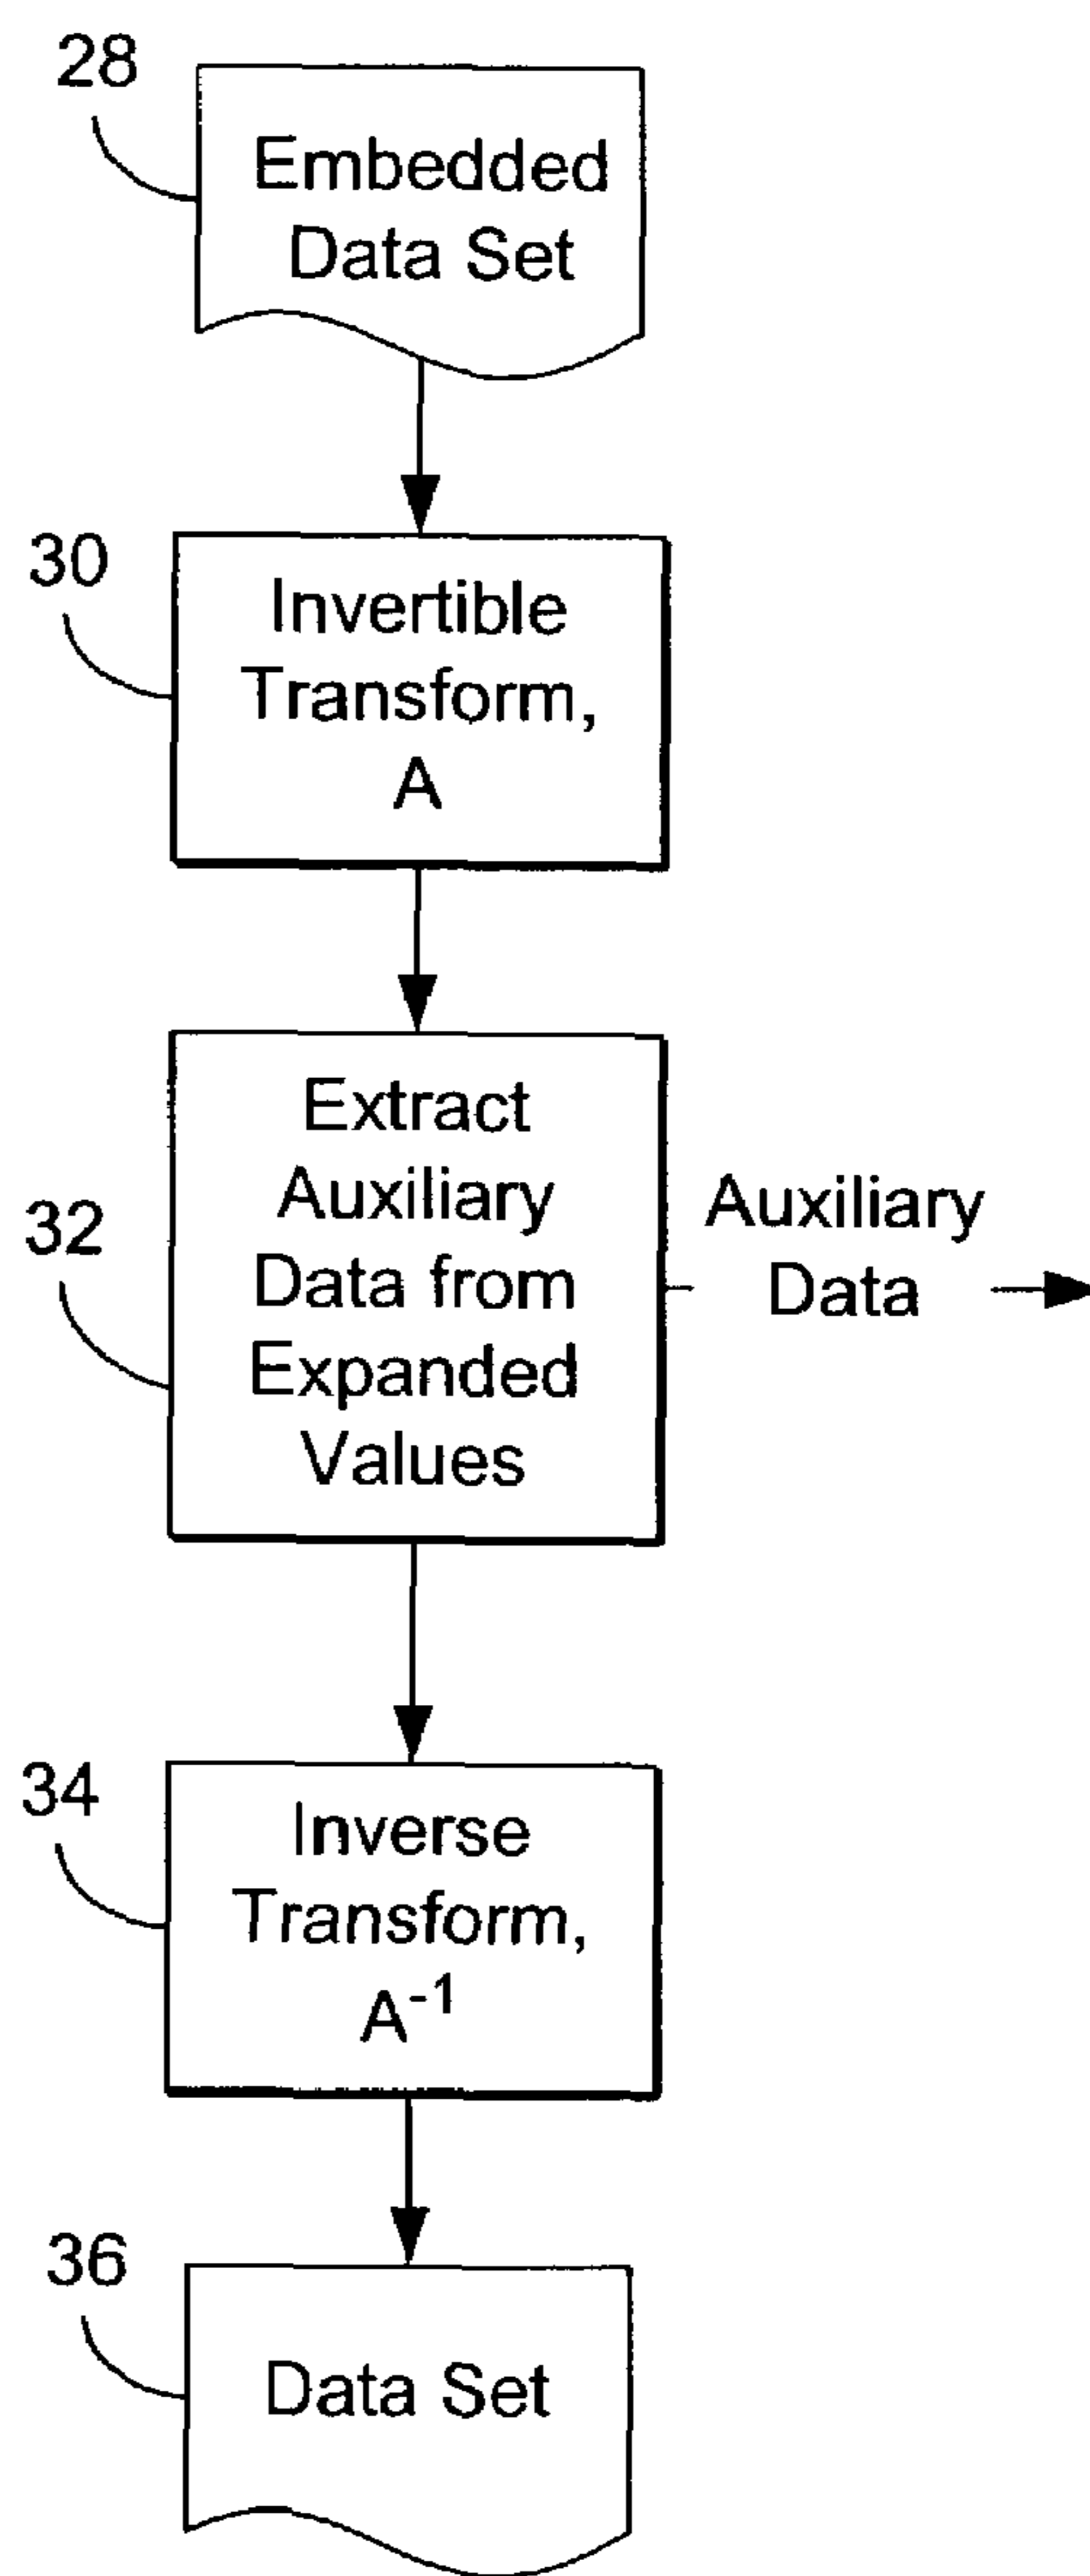 28
Embedded
Data Set
30
Invertible
Transform,
A
32
Extract
Auxiliary
Data from
Expanded
Values
Auxiliary
Data
34
Inverse
Transform,
A⁻¹
36
Data Set